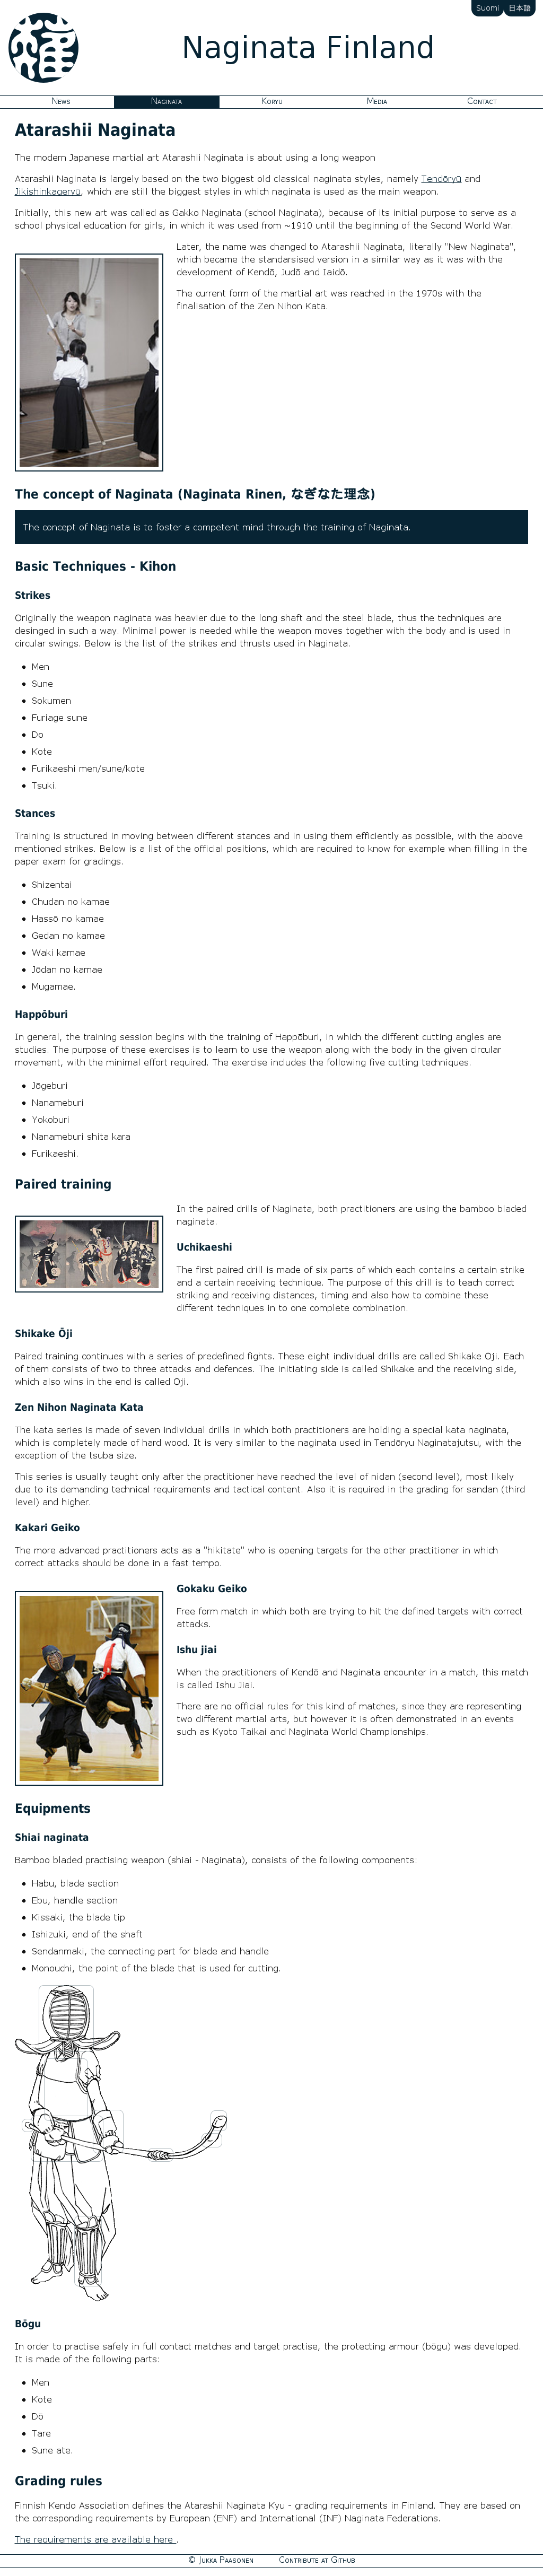 Suomi 日本語
Naginata Finland
News Naginata Koryu Media Contact
Atarashii Naginata
The modern Japanese martial art Atarashii Naginata is about using a long weapon
Atarashii Naginata is largely based on the two biggest old classical naginata styles, namely Tendōryū and
Jikishinkageryū, which are still the biggest styles in which naginata is used as the main weapon.
Initially, this new art was called as Gakko Naginata (school Naginata), because of its initial purpose to serve as a
school physical education for girls, in which it was used from ~1910 until the beginning of the Second World War.
Later, the name was changed to Atarashii Naginata, literally "New Naginata",
which became the standarsised version in a similar way as it was with the
development of Kendō, Judō and Iaidō.
The current form of the martial art was reached in the 1970s with the
finalisation of the Zen Nihon Kata.
The concept of Naginata (Naginata Rinen, なぎなた理念)
The concept of Naginata is to foster a competent mind through the training of Naginata.
Basic Techniques - Kihon
Strikes
Originally the weapon naginata was heavier due to the long shaft and the steel blade, thus the techniques are
desingned in such a way. Minimal power is needed while the weapon moves together with the body and is used in
circular swings. Below is the list of the strikes and thrusts used in Naginata.
Men
Sune
Sokumen
Furiage sune
Do
Kote
Furikaeshi men/sune/kote
Tsuki.
Stances
Training is structured in moving between different stances and in using them efficiently as possible, with the above
mentioned strikes. Below is a list of the official positions, which are required to know for example when filling in the
paper exam for gradings.
Shizentai
Chudan no kamae
Hassō no kamae
Gedan no kamae
Waki kamae
Jōdan no kamae
Mugamae.
Happōburi
In general, the training session begins with the training of Happōburi, in which the different cutting angles are
studies. The purpose of these exercises is to learn to use the weapon along with the body in the given circular
movement, with the minimal effort required. The exercise includes the following five cutting techniques.
Jōgeburi
Nanameburi
Yokoburi
Nanameburi shita kara
Furikaeshi.
Paired training
In the paired drills of Naginata, both practitioners are using the bamboo bladed
naginata.
Uchikaeshi
The first paired drill is made of six parts of which each contains a certain strike
and a certain receiving technique. The purpose of this drill is to teach correct
striking and receiving distances, timing and also how to combine these
different techniques in to one complete combination.
Shikake Ōji
Paired training continues with a series of predefined fights. These eight individual drills are called Shikake Oji. Each
of them consists of two to three attacks and defences. The initiating side is called Shikake and the receiving side,
which also wins in the end is called Oji.
Zen Nihon Naginata Kata
The kata series is made of seven individual drills in which both practitioners are holding a special kata naginata,
which is completely made of hard wood. It is very similar to the naginata used in Tendōryu Naginatajutsu, with the
exception of the tsuba size.
This series is usually taught only after the practitioner have reached the level of nidan (second level), most likely
due to its demanding technical requirements and tactical content. Also it is required in the grading for sandan (third
level) and higher.
Kakari Geiko
The more advanced practitioners acts as a "hikitate" who is opening targets for the other practitioner in which
correct attacks should be done in a fast tempo.
Gokaku Geiko
Free form match in which both are trying to hit the defined targets with correct
attacks.
Ishu jiai
When the practitioners of Kendō and Naginata encounter in a match, this match
is called Ishu Jiai.
There are no official rules for this kind of matches, since they are representing
two different martial arts, but however it is often demonstrated in an events
such as Kyoto Taikai and Naginata World Championships.
Equipments
Shiai naginata
Bamboo bladed practising weapon (shiai - Naginata), consists of the following components:
Habu, blade section
Ebu, handle section
Kissaki, the blade tip
Ishizuki, end of the shaft
Sendanmaki, the connecting part for blade and handle
Monouchi, the point of the blade that is used for cutting.
Bōgu
In order to practise safely in full contact matches and target practise, the protecting armour (bōgu) was developed.
It is made of the following parts:
Men
Kote
Dō
Tare
Sune ate.
Grading rules
Finnish Kendo Association defines the Atarashii Naginata Kyu - grading requirements in Finland. They are based on
the corresponding requirements by European (ENF) and International (INF) Naginata Federations.
The requirements are available here .
© Jukka Paasonen Contribute at Github